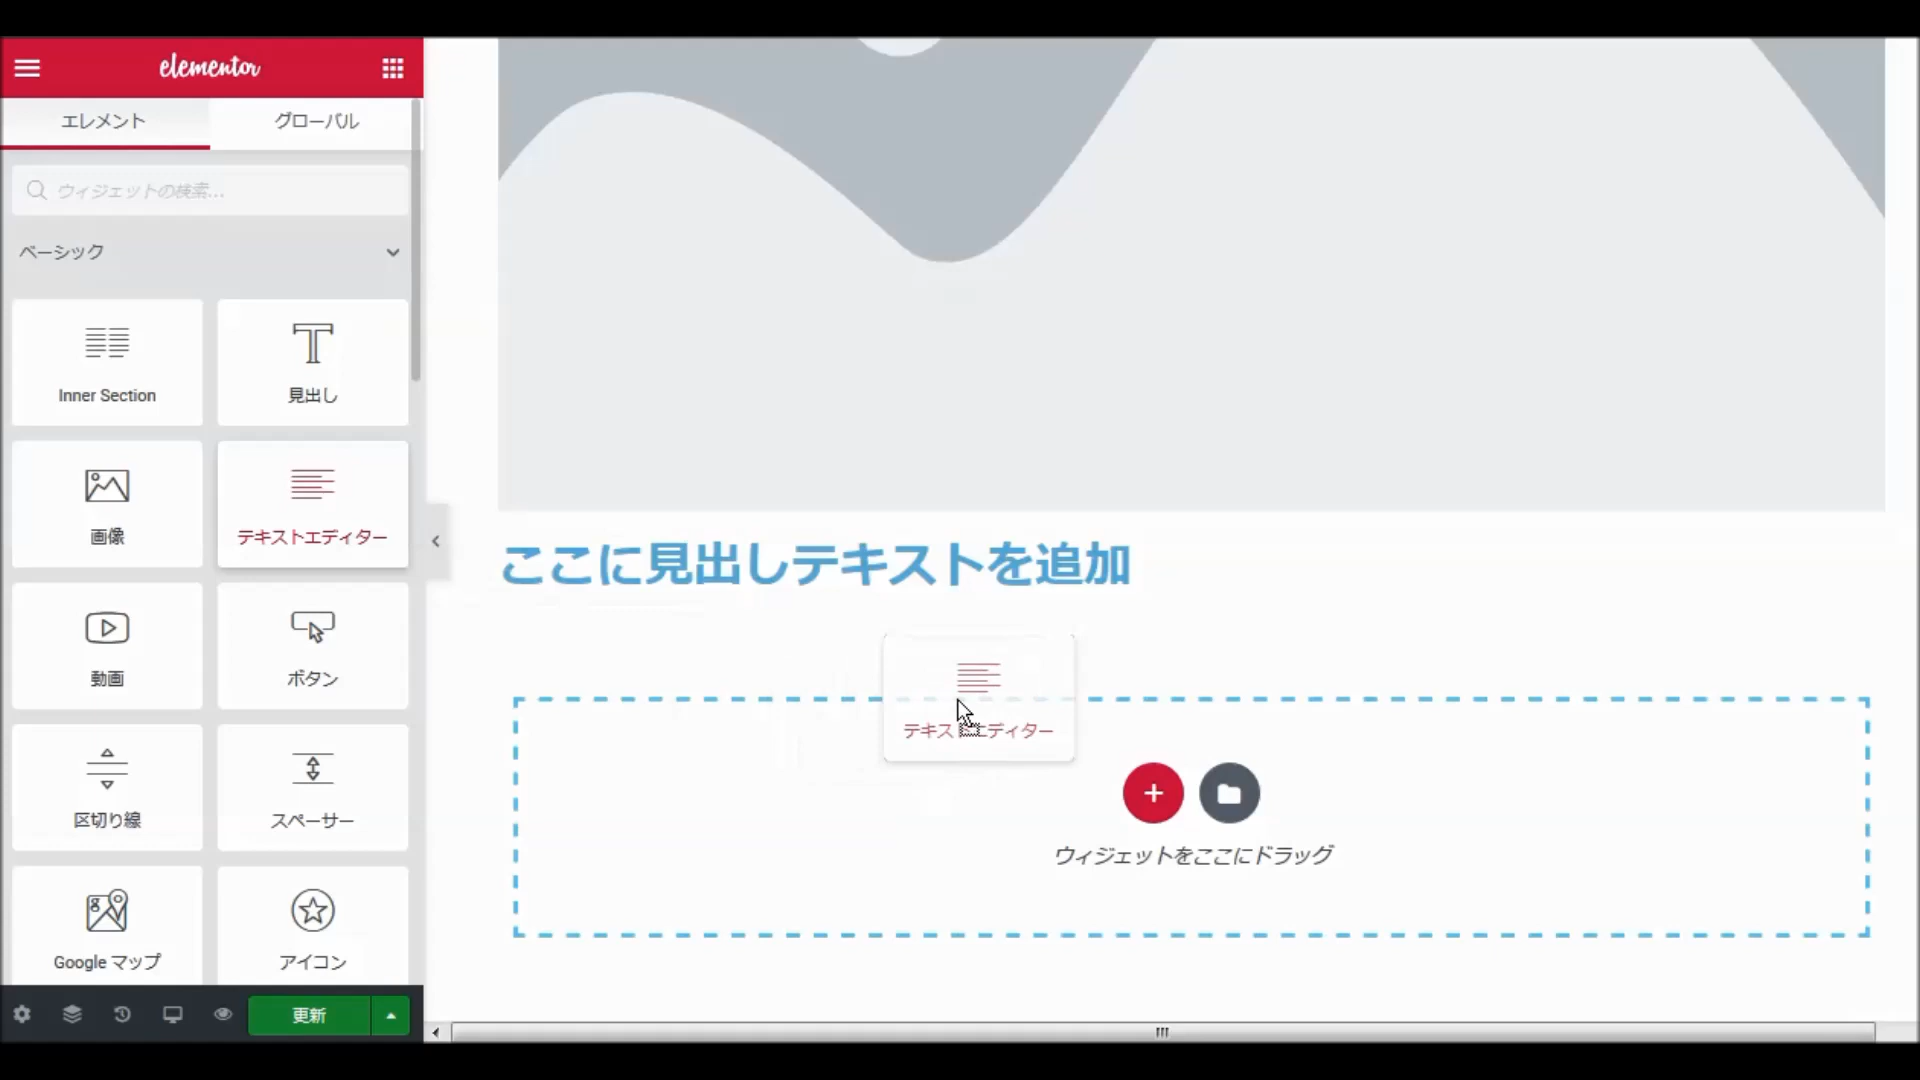 elementor
エレメント
グローバル
ウィジェットの検索...
ベーシック
Inner Section
見出し
画像
テキストエディター
動画
ボタン
区切り線
スペーサー
Google マップ
アイコン
更新
ここに見出しテキストを追加
テキストエディター
ウィジェットをここにドラッグ